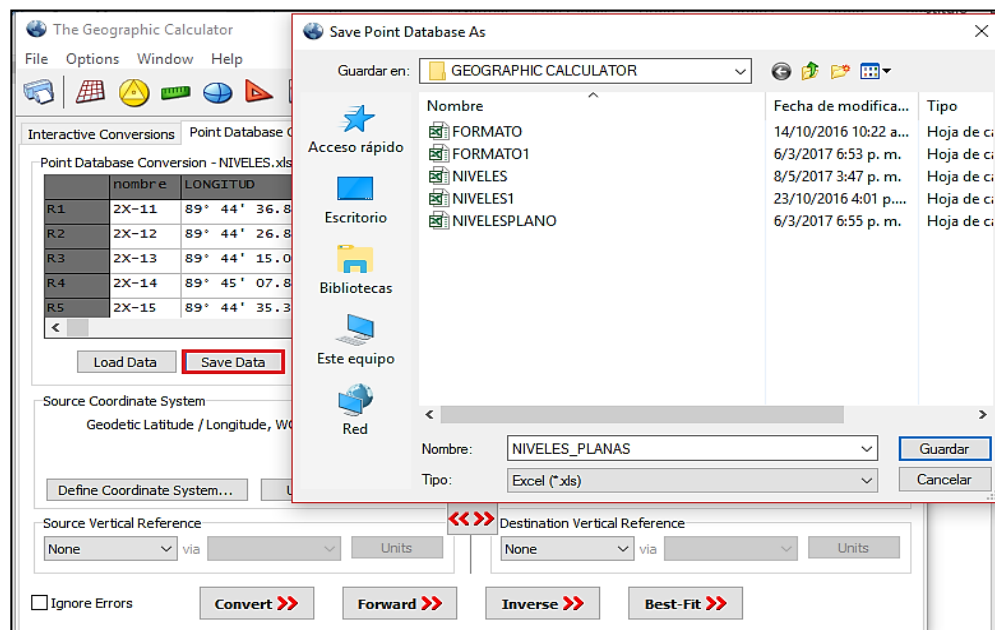 The Geographic Calculator
File Options Window Help
Interactive Conversions Point Database C
Point Database Conversion - NIVELES.xls
nombre LONGITUD
R1 2X-11 89° 44' 36.8
R2 2X-12 89° 44' 26.8
R3 2X-13 89° 44' 15.0
R4 2X-14 89° 45' 07.8
R5 2X-15 89° 44' 35.3
Load Data Save Data
Source Coordinate System
Geodetic Latitude / Longitude, WG
Define Coordinate System... U
Source Vertical Reference
None via Units
Destination Vertical Reference
None via Units
Ignore Errors Convert Forward Inverse Best-Fit
Save Point Database As
Guardar en: GEOGRAPHIC CALCULATOR
Acceso rápido
Escritorio
Bibliotecas
Este equipo
Red
Nombre Fecha de modifica... Tipo
FORMATO 14/10/2016 10:22 a... Hoja de ca
FORMATO1 6/3/2017 6:53 p. m. Hoja de ca
NIVELES 8/5/2017 3:47 p. m. Hoja de ca
NIVELES1 23/10/2016 4:01 p.... Hoja de ca
NIVELESPLANO 6/3/2017 6:55 p. m. Hoja de ca
Nombre: NIVELES_PLANAS Guardar
Tipo: Excel (*.xls) Cancelar